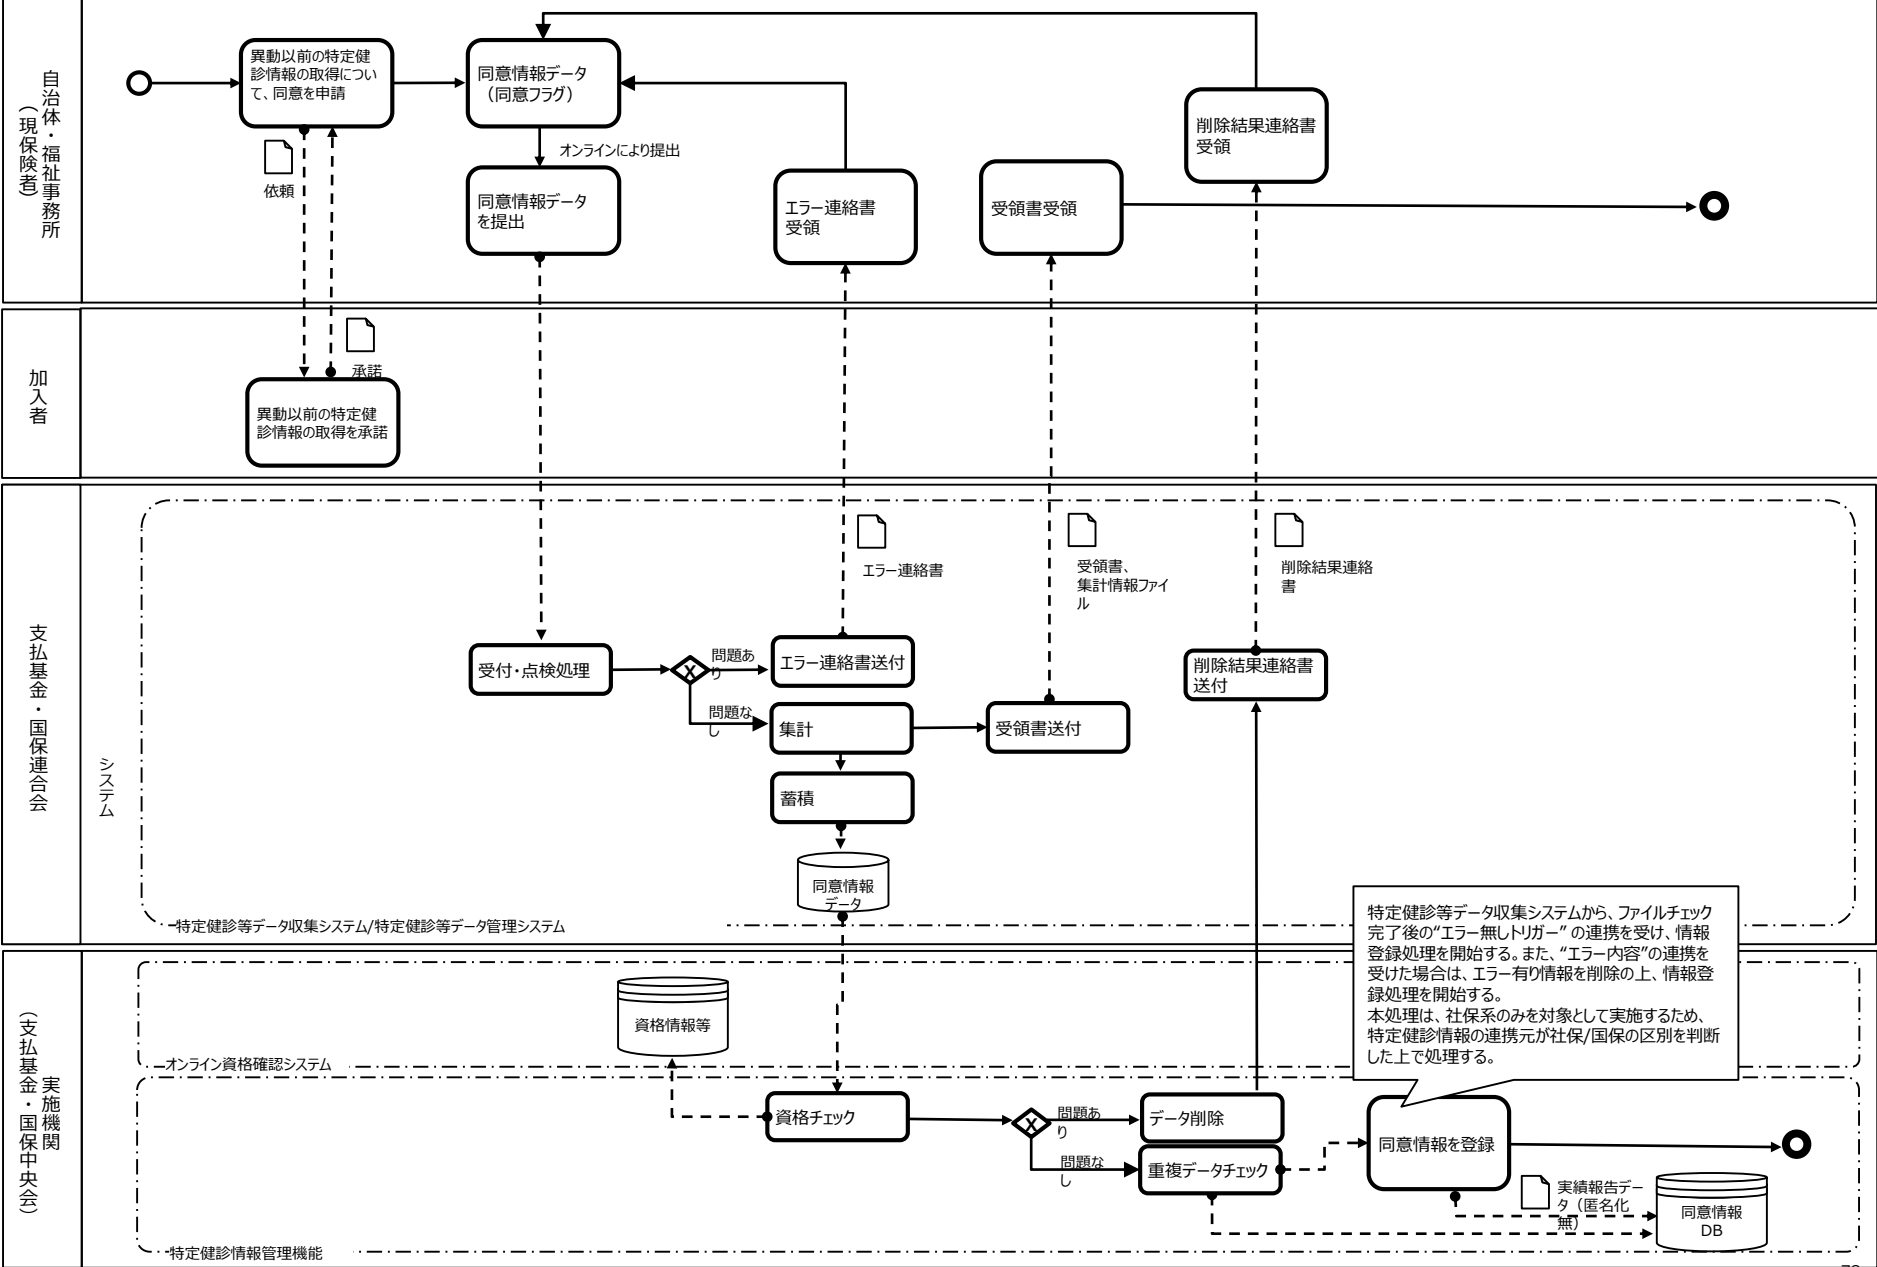 自治体・福祉事務所
（現保険者）
異動以前の特定健
診情報の取得につい
て、同意を申請
同意情報データ
（同意フラグ）
削除結果連絡書
受領
オンラインにより提出
依頼
同意情報データ
を提出
エラー連絡書
受領
受領書受領
加入者
承諾
異動以前の特定健
診情報の取得を承諾
支払基金・国保連合会
システム
エラー連絡書
受領書、
集計情報ファイ
ル
削除結果連絡
書
受付・点検処理
X
問題あ
り
エラー連絡書送付
削除結果連絡書
送付
問題な
し
集計
受領書送付
蓄積
同意情報
データ
特定健診等データ収集システム/特定健診等データ管理システム
特定健診等データ収集システムから、ファイルチェック
完了後の“エラー無しトリガー” の連携を受け、情報
登録処理を開始する。また、“エラー内容”の連携を
受けた場合は、エラー有り情報を削除の上、情報登
録処理を開始する。
本処理は、社保系のみを対象として実施するため、
特定健診情報の連携元が社保/国保の区別を判断
した上で処理する。
実施機関
（支払基金・国保中央会）
資格情報等
オンライン資格確認システム
資格チェック
X
問題あ
り
データ削除
問題な
し
重複データチェック
同意情報を登録
実績報告デー
タ（匿名化
無）
同意情報
DB
特定健診情報管理機能